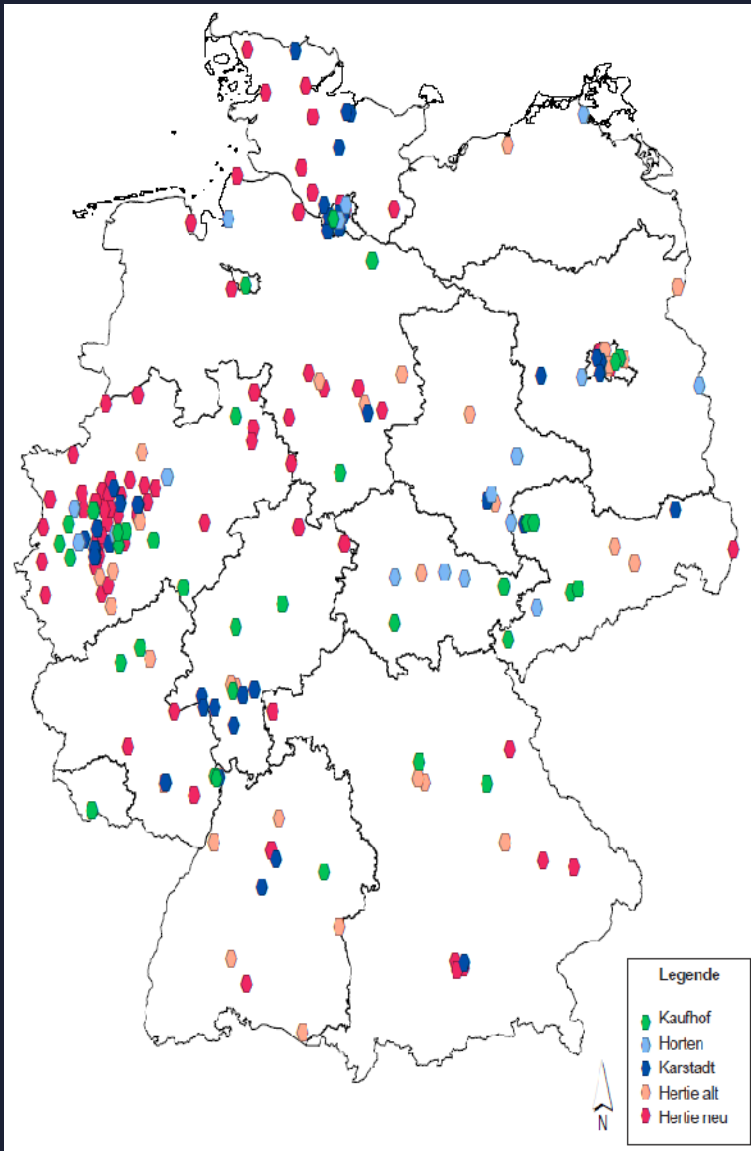 Legende
Kaufhof
Horten
Karstadt
Hertie alt
Hertie neu
N